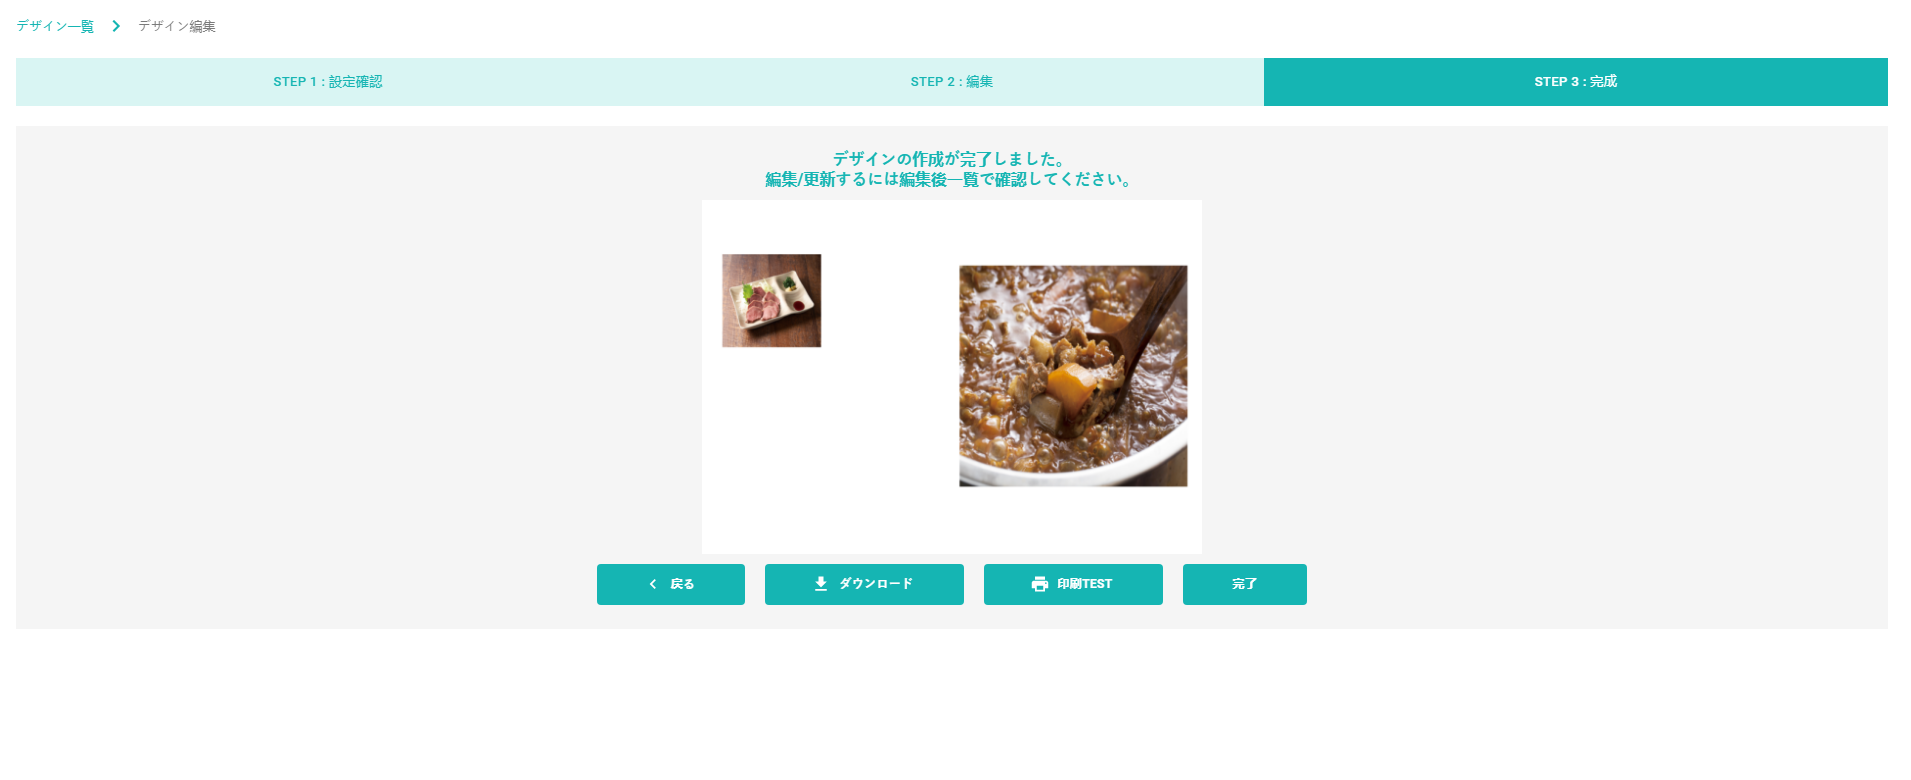 デザイン一覧
デザイン編集
STEP 1 : 設定確認
STEP 2 : 編集
STEP 3 : 完成
デザインの作成が完了しました。
編集/更新するには編集後一覧で確認してください。
戻る
ダウンロード
印刷TEST
完了